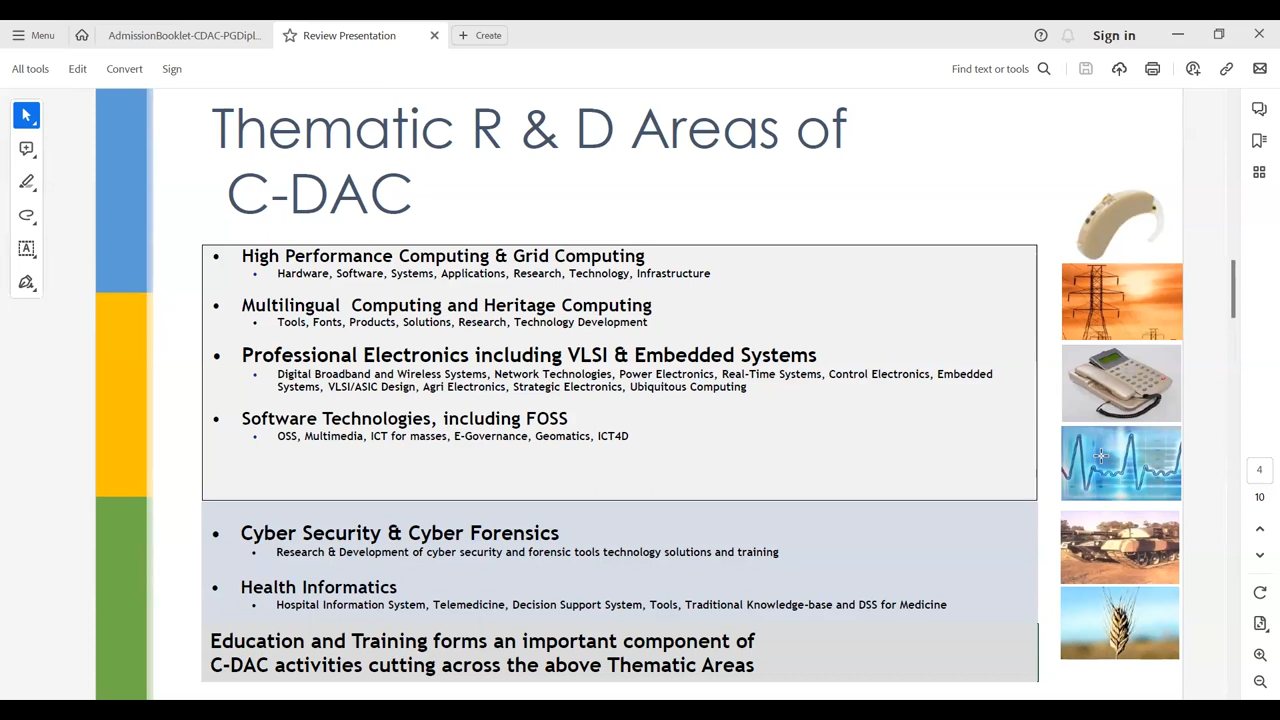 Menu
AdmissionBooklet-CDAC-PGDipl...
Review Presentation
Create
Sign in
All tools
Edit
Convert
Sign
Find text or tools
Thematic R & D Areas of
C-DAC
• High Performance Computing & Grid Computing
• Hardware, Software, Systems, Applications, Research, Technology, Infrastructure
• Multilingual Computing and Heritage Computing
• Tools, Fonts, Products, Solutions, Research, Technology Development
• Professional Electronics including VLSI & Embedded Systems
• Digital Broadband and Wireless Systems, Network Technologies, Power Electronics, Real-Time Systems, Control Electronics, Embedded
Systems, VLSI/ASIC Design, Agri Electronics, Strategic Electronics, Ubiquitous Computing
• Software Technologies, including FOSS
• OSS, Multimedia, ICT for masses, E-Governance, Geomatics, ICT4D
• Cyber Security & Cyber Forensics
• Research & Development of cyber security and forensic tools technology solutions and training
• Health Informatics
• Hospital Information System, Telemedicine, Decision Support System, Tools, Traditional Knowledge-base and DSS for Medicine
Education and Training forms an important component of
C-DAC activities cutting across the above Thematic Areas
4
10